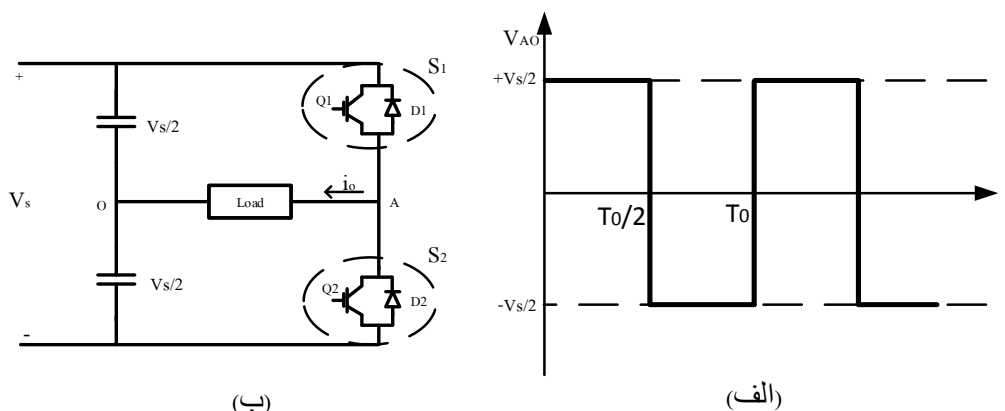 +
S1
Q1
D1
Vs/2
Vs
O
Load
io
A
S2
Vs/2
Q2
D2
-
(ب)
VAO
+Vs/2
T0/2
T0
-Vs/2
(الف)